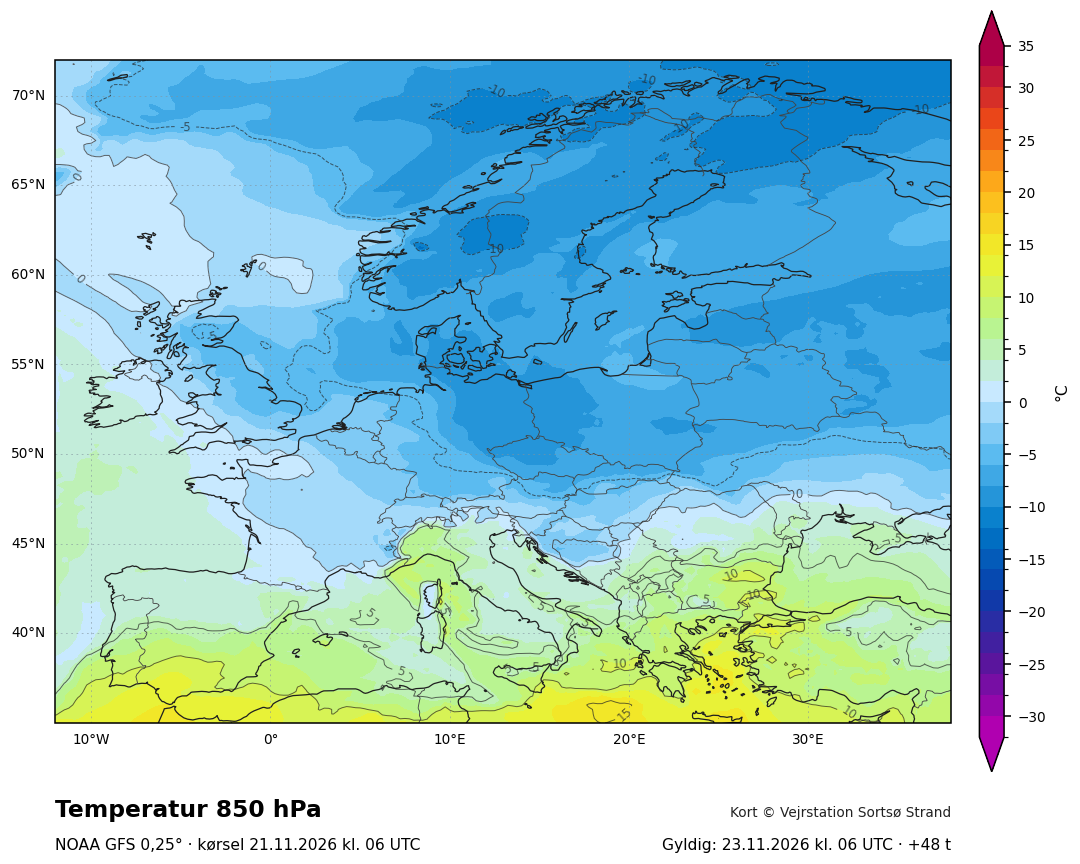 70°N
65°N
60°N
55°N
50°N
45°N
40°N
10°W
0°
10°E
20°E
30°E
35
30
25
20
15
10
5
0
−5
−10
−15
−20
−25
−30
°C
Temperatur 850 hPa
Kort © Vejrstation Sortsø Strand
NOAA GFS 0,25° · kørsel 21.11.2026 kl. 06 UTC
Gyldig: 23.11.2026 kl. 06 UTC · +48 t